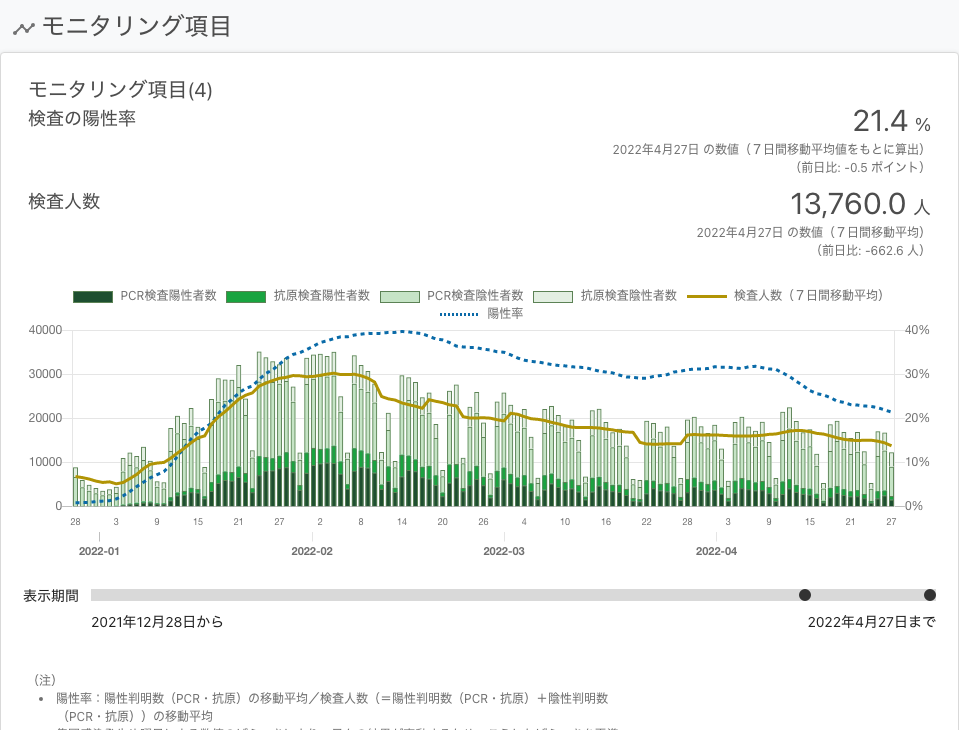 モニタリング項目
モニタリング項目(4)
検査の陽性率
21.4 %
2022年4月27日 の数値（７日間移動平均値をもとに算出）
（前日比: -0.5 ポイント）
検査人数
13,760.0 人
2022年4月27日 の数値（７日間移動平均）
（前日比: -662.6 人）
PCR検査陽性者数 抗原検査陽性者数 PCR検査陰性者数 抗原検査陰性者数 検査人数（７日間移動平均）
陽性率
40000 40%
30000 30%
20000 20%
10000 10%
0 0%
28 3 9 15 21 27 2 8 14 20 26 4 10 16 22 28 3 9 15 21 27
2022-01 2022-02 2022-03 2022-04
表示期間
2021年12月28日から 2022年4月27日まで
（注）
• 陽性率：陽性判明数（PCR・抗原）の移動平均／検査人数（＝陽性判明数（PCR・抗原）＋陰性判明数
（PCR・抗原））の移動平均